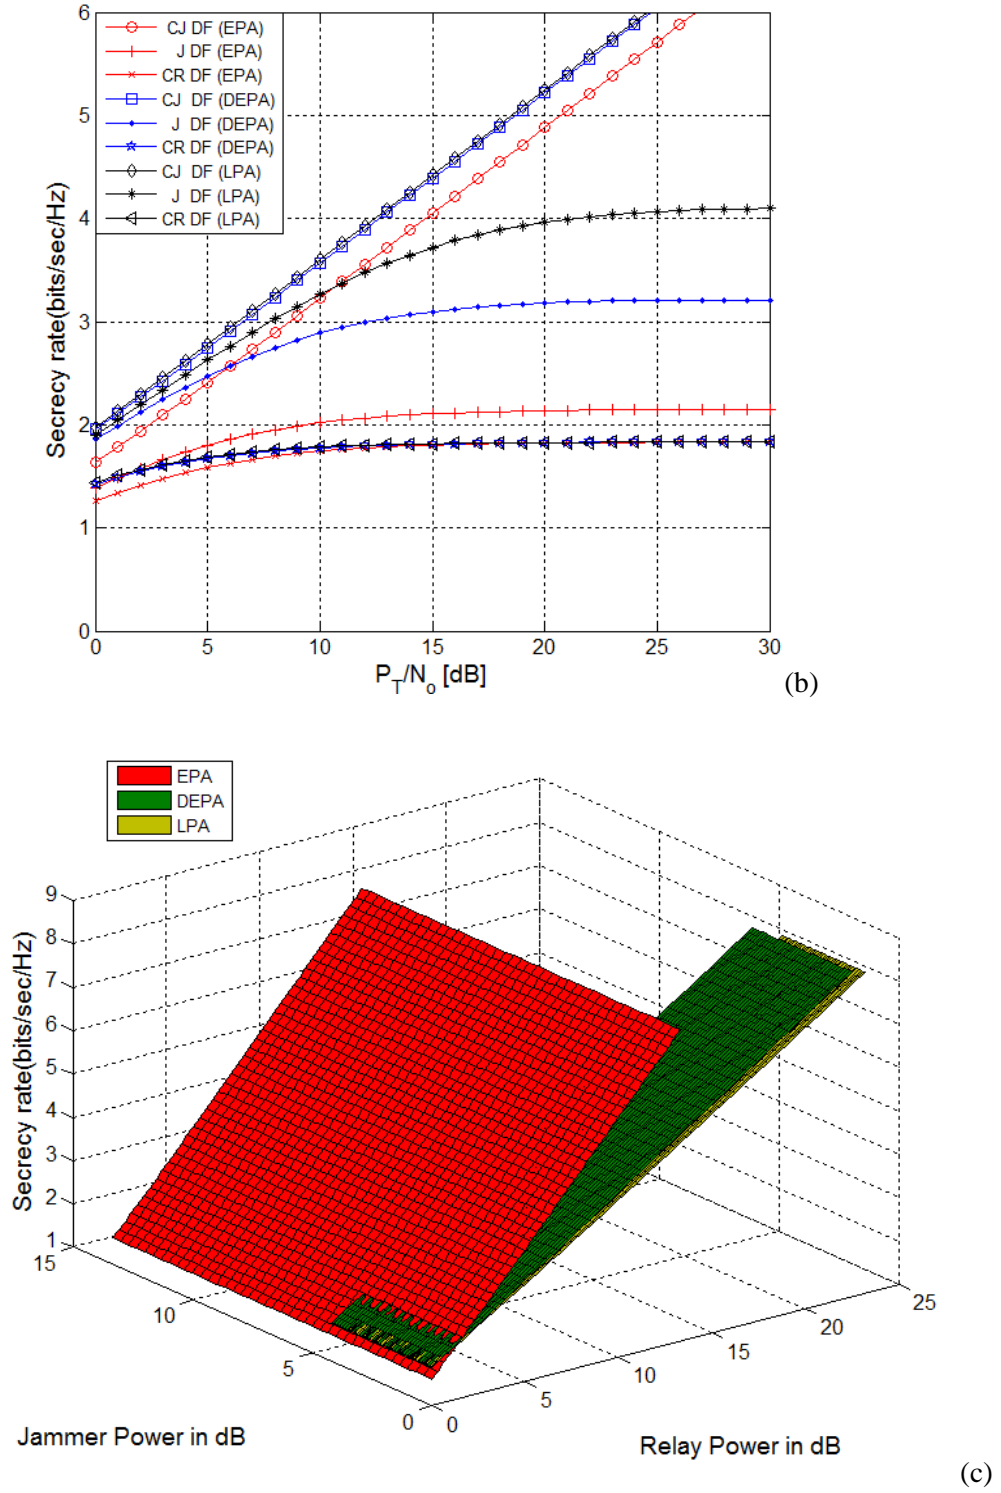 6
5
4
3
2
1
0
Secrecy rate(bits/sec/Hz)
CJ DF (EPA)
J DF (EPA)
CR DF (EPA)
CJ DF (DEPA)
J DF (DEPA)
CR DF (DEPA)
CJ DF (LPA)
J DF (LPA)
CR DF (LPA)
0 5 10 15 20 25 30
P_T/N_o [dB]
(b)
EPA
DEPA
LPA
9
8
7
6
5
4
3
2
1
Secrecy rate(bits/sec/Hz)
15 10 5 0
0 5 10 15 20 25
Jammer Power in dB
Relay Power in dB
(c)